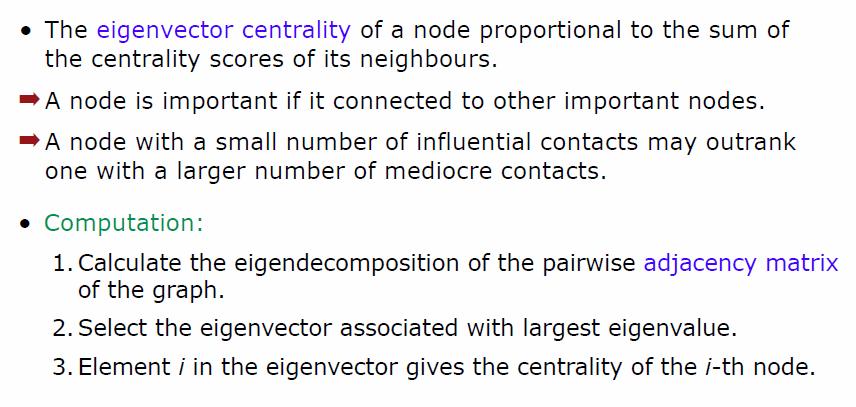 • The eigenvector centrality of a node proportional to the sum of
the centrality scores of its neighbours.
➡ A node is important if it connected to other important nodes.
➡ A node with a small number of influential contacts may outrank
one with a larger number of mediocre contacts.
• Computation:
1. Calculate the eigendecomposition of the pairwise adjacency matrix
of the graph.
2. Select the eigenvector associated with largest eigenvalue.
3. Element i in the eigenvector gives the centrality of the i-th node.